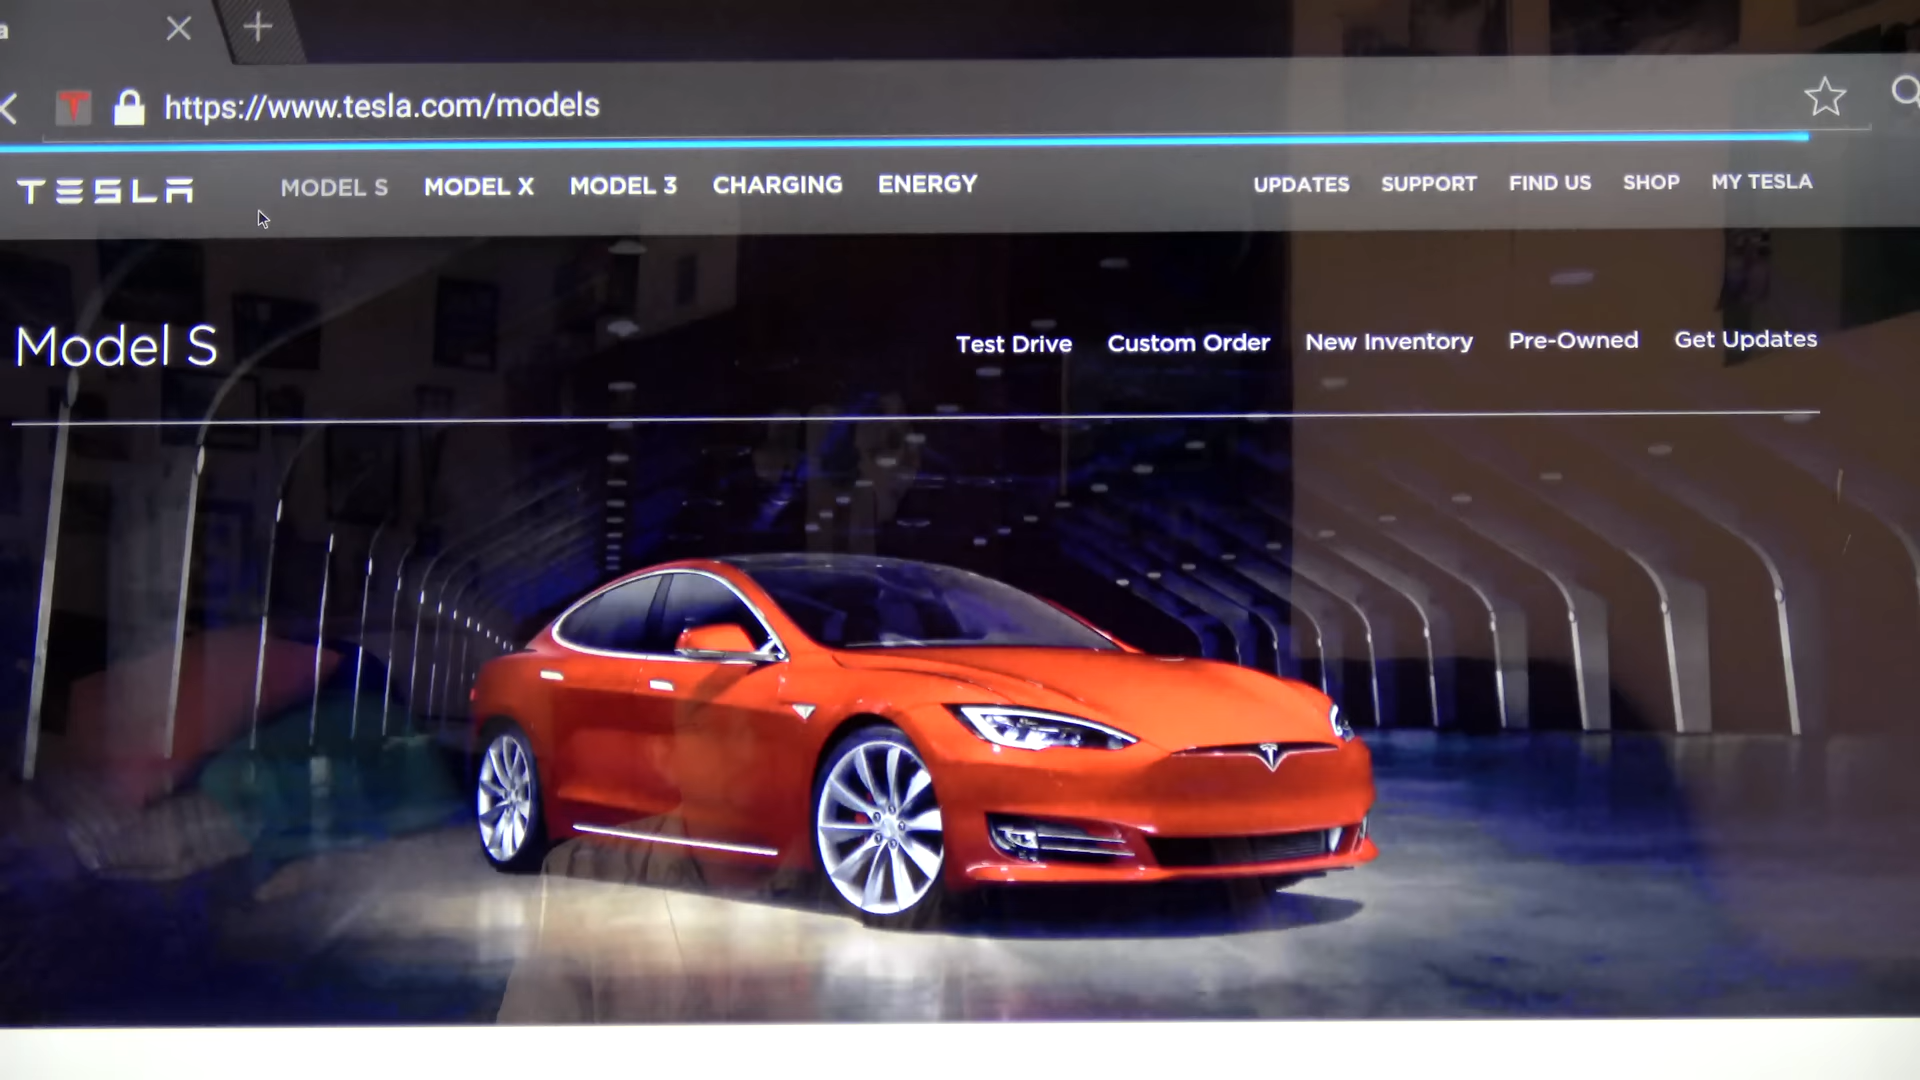 a
https://www.tesla.com/models
TESLA MODEL S MODEL X MODEL 3 CHARGING ENERGY UPDATES SUPPORT FIND US SHOP MY TESLA
Model S Test Drive Custom Order New Inventory Pre-Owned Get Updates